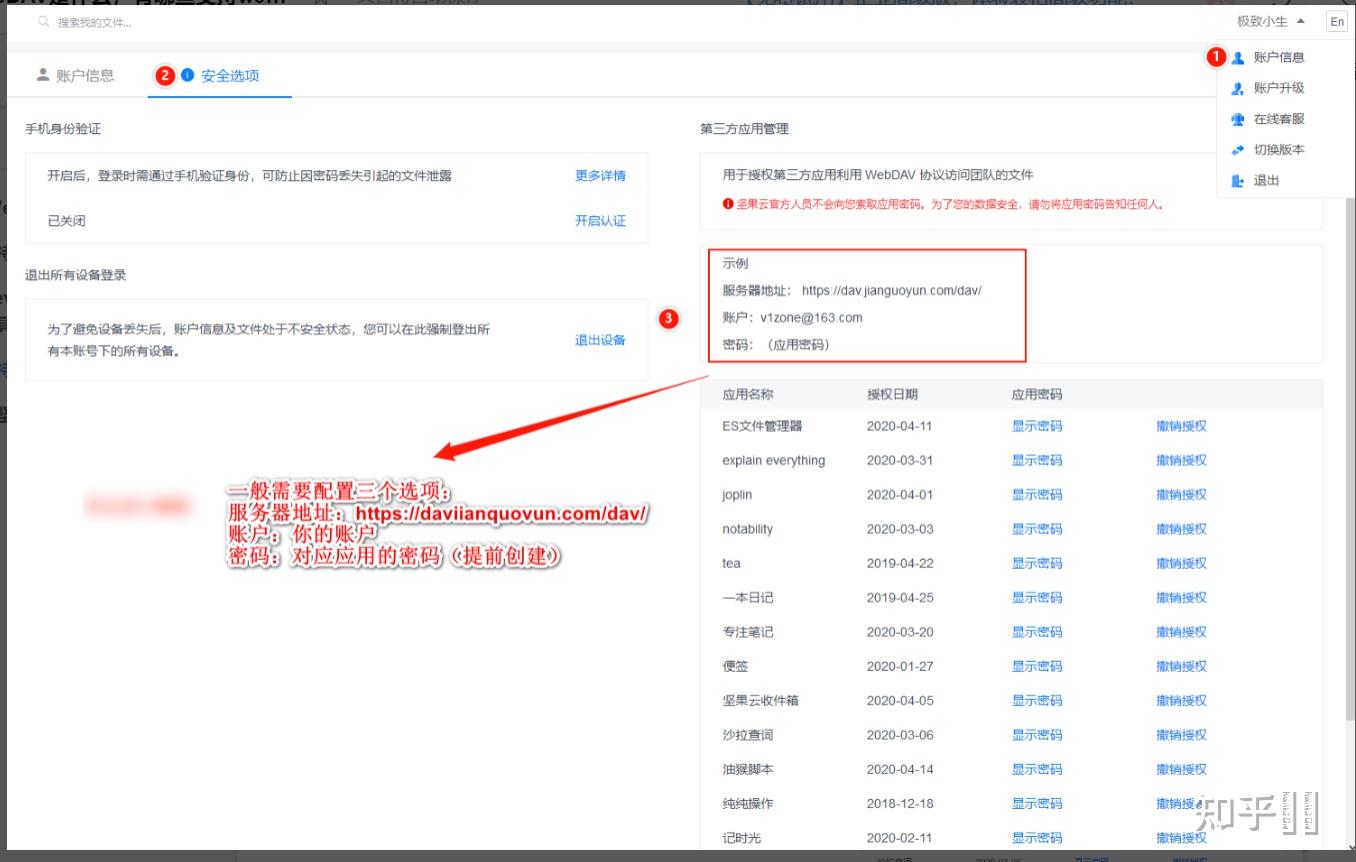 搜索我的文件...
极致小生
En
账户信息
2
安全选项
1
账户信息
账户升级
在线客服
切换版本
退出
手机身份验证
开启后，登录时需通过手机验证身份，可防止因密码丢失引起的文件泄露
更多详情
已关闭
开启认证
退出所有设备登录
为了避免设备丢失后，账户信息及文件处于不安全状态，您可以在此强制登出所
有本账号下的所有设备。
退出设备
第三方应用管理
用于授权第三方应用利用 WebDAV 协议访问团队的文件
坚果云官方人员不会向您索取应用密码。为了您的数据安全，请勿将应用密码告知任何人。
3
示例
服务器地址： https://dav.jianguoyun.com/dav/
账户：v1zone@163.com
密码：（应用密码）
一般需要配置三个选项；
服务器地址：https://daviianquovun.com/dav/
账户：你的账户
密码：对应应用的密码（提前创建）
应用名称 授权日期 应用密码
ES文件管理器 2020-04-11 显示密码 撤销授权
explain everything 2020-03-31 显示密码 撤销授权
joplin 2020-04-01 显示密码 撤销授权
notability 2020-03-03 显示密码 撤销授权
tea 2019-04-22 显示密码 撤销授权
一本日记 2019-04-25 显示密码 撤销授权
专注笔记 2020-03-20 显示密码 撤销授权
便签 2020-01-27 显示密码 撤销授权
坚果云收件箱 2020-04-05 显示密码 撤销授权
沙拉查词 2020-03-06 显示密码 撤销授权
油猴脚本 2020-04-14 显示密码 撤销授权
纯纯操作 2018-12-18 显示密码 撤销授权
记时光 2020-02-11 显示密码 撤销授权
知乎